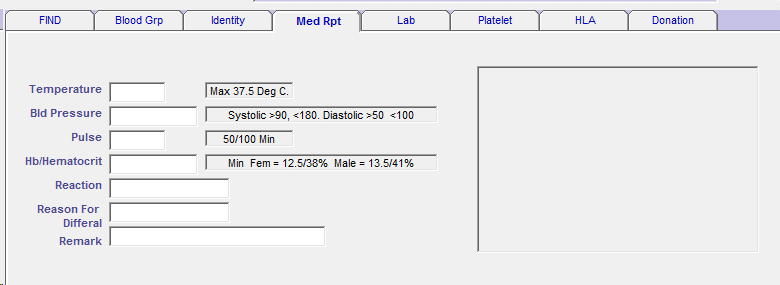 FIND Blood Grp Identity Med Rpt Lab Platelet HLA Donation
Temperature Max 37.5 Deg C.
Bld Pressure Systolic >90, <180. Diastolic >50 <100
Pulse 50/100 Min
Hb/Hematocrit Min Fem = 12.5/38% Male = 13.5/41%
Reaction
Reason For
Differal
Remark